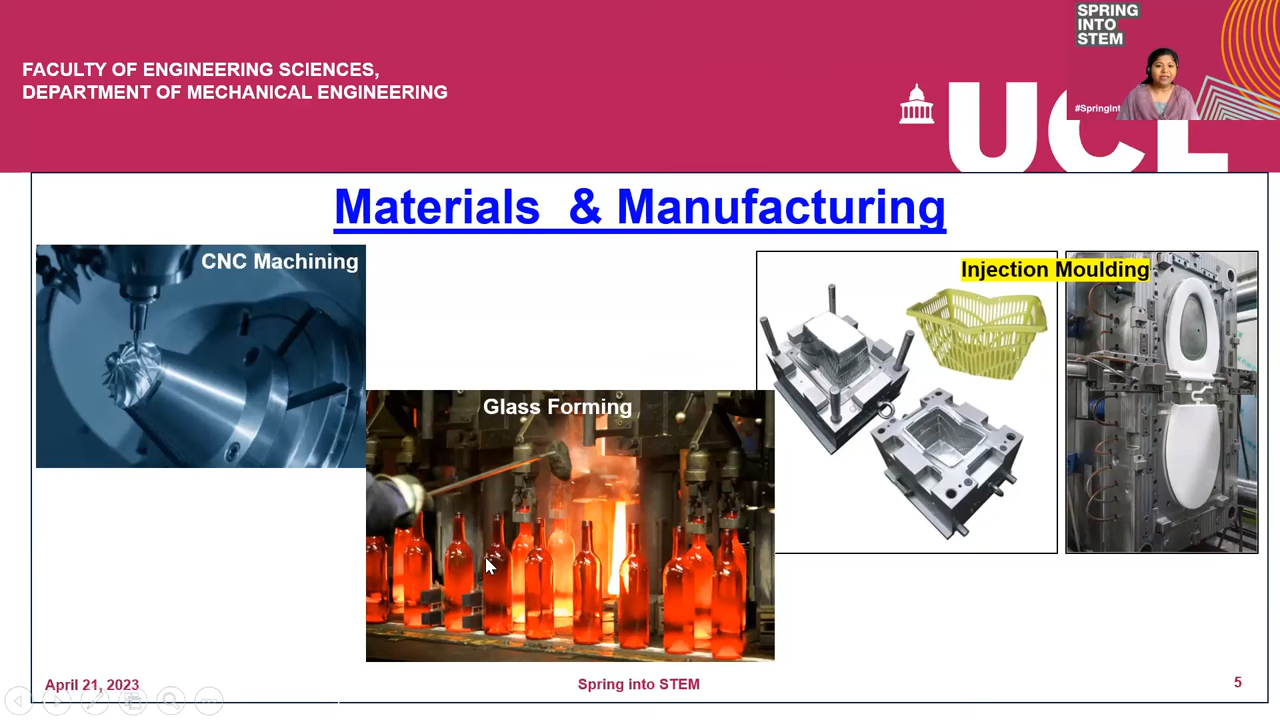 FACULTY OF ENGINEERING SCIENCES,
DEPARTMENT OF MECHANICAL ENGINEERING
SPRING
INTO
STEM
#SpringInt
UCL
Materials & Manufacturing
CNC Machining
Glass Forming
Injection Moulding
April 21, 2023
Spring into STEM
5